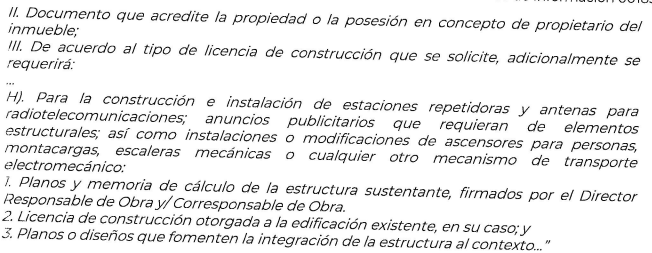 II. Documento que acredite la propiedad o la posesión en concepto de propietario del
inmueble;
III. De acuerdo al tipo de licencia de construcción que se solicite, adicionalmente se
requerirá:
...
H). Para la construcción e instalación de estaciones repetidoras y antenas para
radiotelecomunicaciones; anuncios publicitarios que requieran de elementos
estructurales; así como instalaciones o modificaciones de ascensores para personas,
montacargas, escaleras mecánicas o cualquier otro mecanismo de transporte
electromecánico:
1. Planos y memoria de cálculo de la estructura sustentante, firmados por el Director
Responsable de Obra y/ Corresponsable de Obra.
2. Licencia de construcción otorgada a la edificación existente, en su caso; y
3. Planos o diseños que fomenten la integración de la estructura al contexto..."